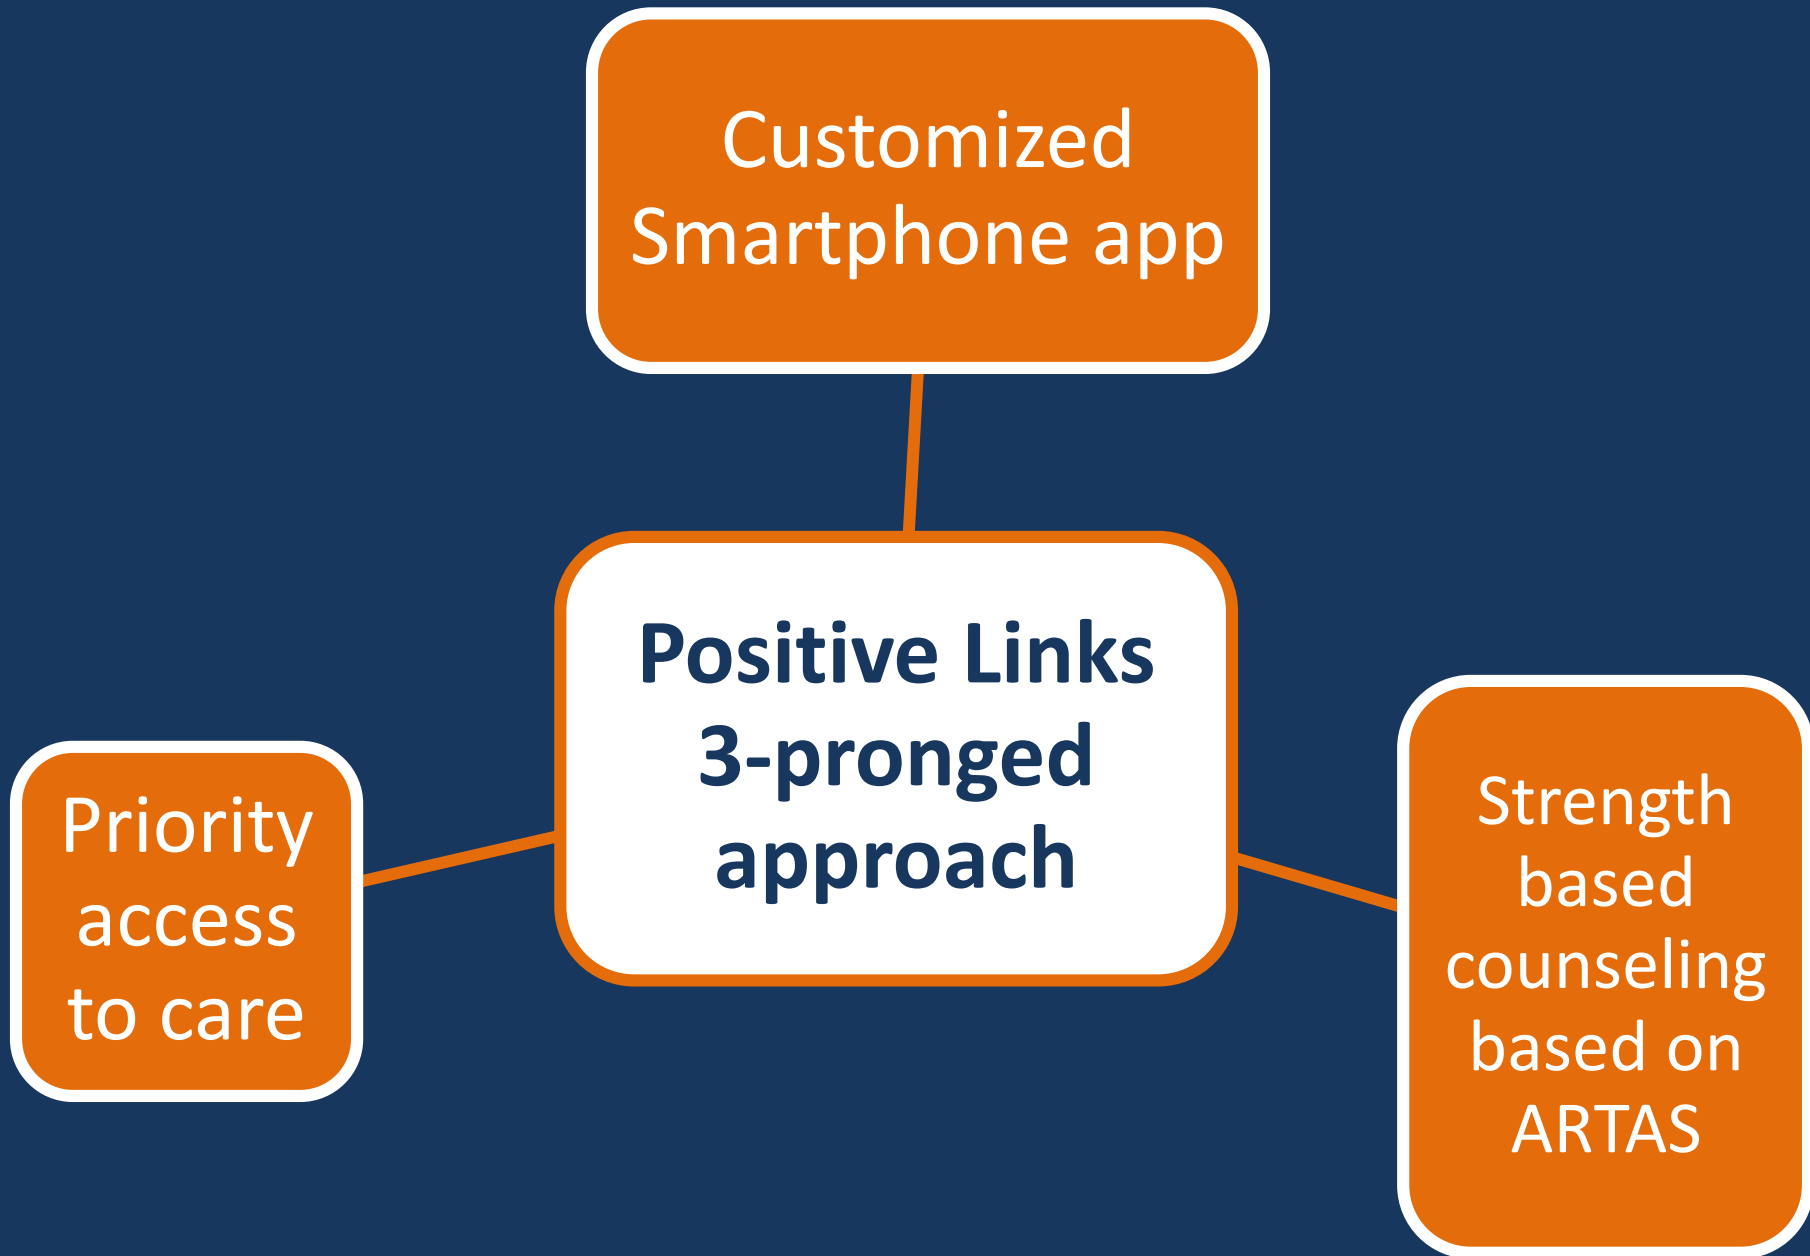 Customized
Smartphone app
Positive Links
3-pronged
approach
Priority
access
to care
Strength
based
counseling
based on
ARTAS